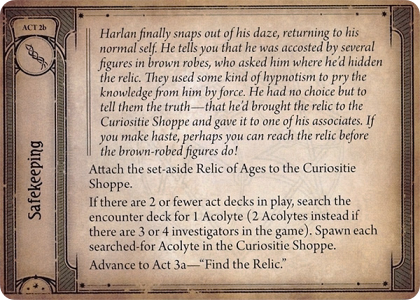 ACT 2b
Safekeeping
Harlan finally snaps out of his daze, returning to his
normal self. He tells you that he was accosted by several
figures in brown robes, who asked him where he'd hidden
the relic. They used some kind of hypnotism to pry the
knowledge from him by force. He had no choice but to
tell them the truth—that he'd brought the relic to the
Curiositie Shoppe and gave it to one of his associates. If
you make haste, perhaps you can reach the relic before
the brown-robed figures do!
Attach the set-aside Relic of Ages to the Curiositie
Shoppe.
If there are 2 or fewer act decks in play, search the
encounter deck for 1 Acolyte (2 Acolytes instead if
there are 3 or 4 investigators in the game). Spawn each
searched-for Acolyte in the Curiositie Shoppe.
Advance to Act 3a—“Find the Relic.”